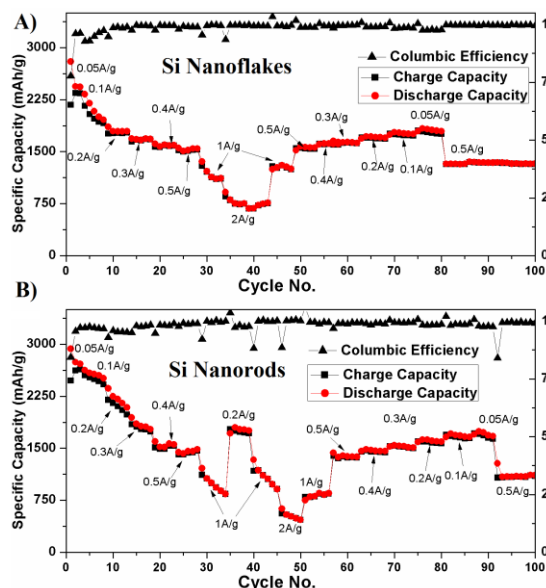 A)
3000
2250
1500
750
0
Specific Capacity (mAh/g)
0.05A/g
0.1A/g
Si Nanoflakes
Columbic Efficiency
Charge Capacity
Discharge Capacity
0.2A/g
0.3A/g
0.4A/g
0.5A/g
1A/g
2A/g
0.5A/g
0.4A/g
0.3A/g
0.2A/g
0.1A/g
0.05A/g
0.5A/g
0 10 20 30 40 50 60 70 80 90 100
Cycle No.
B)
3000
2250
1500
750
0
Specific Capacity (mAh/g)
0.05A/g
0.1A/g
Si Nanorods
Columbic Efficiency
Charge Capacity
Discharge Capacity
0.2A/g
0.3A/g
0.4A/g
0.5A/g
0.2A/g
1A/g
2A/g
1A/g
0.5A/g
0.4A/g
0.3A/g
0.2A/g
0.1A/g
0.05A/g
0.5A/g
0 10 20 30 40 50 60 70 80 90 100
Cycle No.